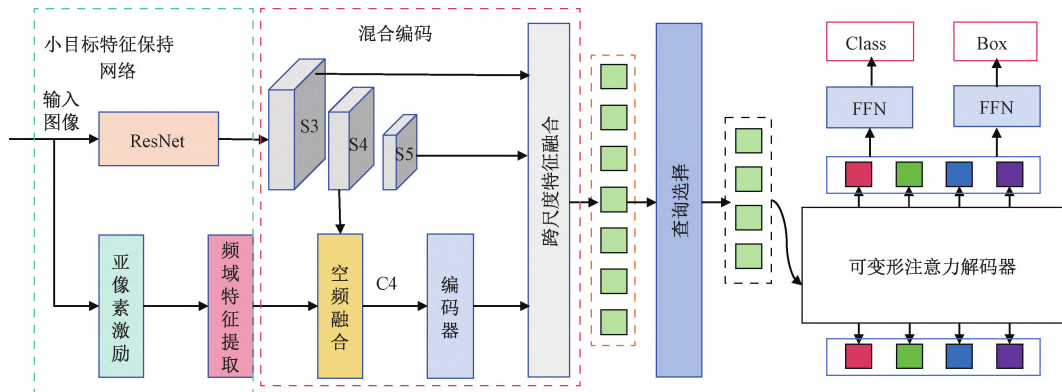 小目标特征保持
网络
输入
图像
ResNet
亚像素激励
频域特征提取
混合编码
S3
S4
S5
空频融合
C4
编码器
跨尺度特征融合
查询选择
Class
Box
FFN
FFN
可变形注意力解码器